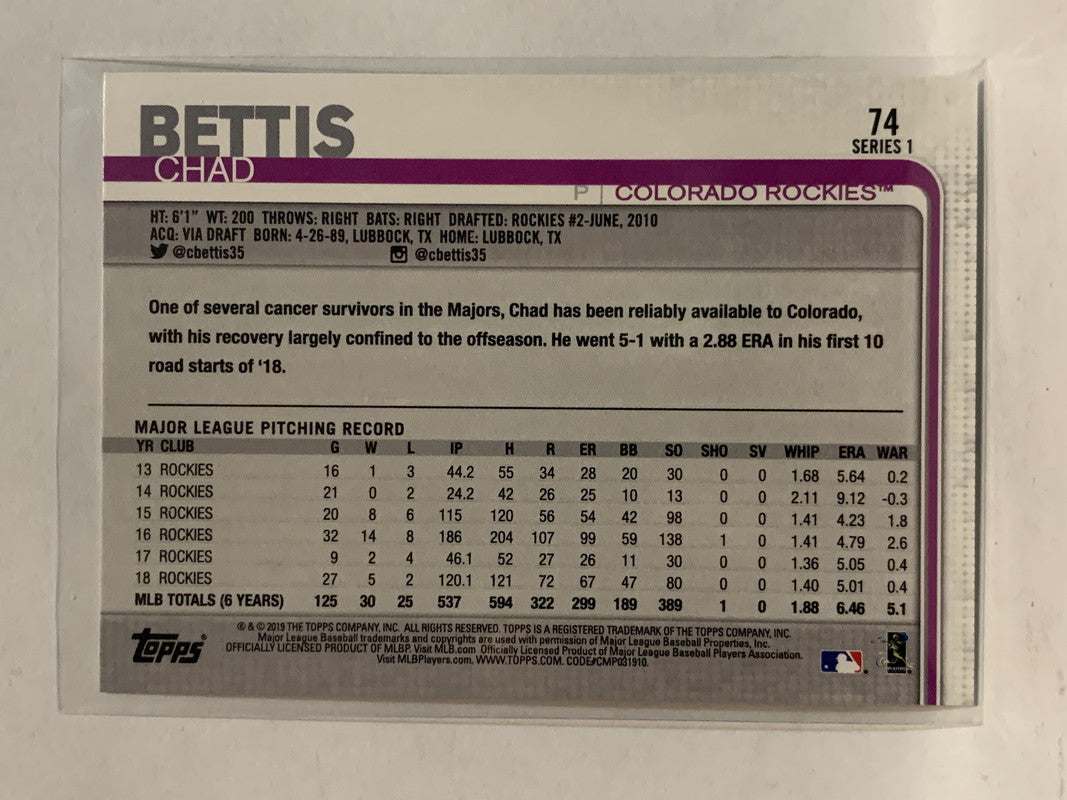 BETTIS
CHAD
74
SERIES 1
P | COLORADO ROCKIES™
HT: 6'1" WT: 200 THROWS: RIGHT BATS: RIGHT DRAFTED: ROCKIES #2-JUNE, 2010
ACQ: VIA DRAFT BORN: 4-26-89, LUBBOCK, TX HOME: LUBBOCK, TX
@cbettis35 @cbettis35
One of several cancer survivors in the Majors, Chad has been reliably available to Colorado,
with his recovery largely confined to the offseason. He went 5-1 with a 2.88 ERA in his first 10
road starts of '18.
MAJOR LEAGUE PITCHING RECORD
YR CLUB G W L IP H R ER BB SO SHO SV WHIP ERA WAR
13 ROCKIES 16 1 3 44.2 55 34 28 20 30 0 0 1.68 5.64 0.2
14 ROCKIES 21 0 2 24.2 42 26 25 10 13 0 0 2.11 9.12 -0.3
15 ROCKIES 20 8 6 115 120 56 54 42 98 0 0 1.41 4.23 1.8
16 ROCKIES 32 14 8 186 204 107 99 59 138 1 0 1.41 4.79 2.6
17 ROCKIES 9 2 4 46.1 52 27 26 11 30 0 0 1.36 5.05 0.4
18 ROCKIES 27 5 2 120.1 121 72 67 47 80 0 0 1.40 5.01 0.4
MLB TOTALS (6 YEARS) 125 30 25 537 594 322 299 189 389 1 0 1.88 6.46 5.1
Topps
® & © 2019 THE TOPPS COMPANY, INC. ALL RIGHTS RESERVED. TOPPS IS A REGISTERED TRADEMARK OF THE TOPPS COMPANY, INC.
Major League Baseball trademarks and copyrights are used with permission of Major League Baseball Properties, Inc.
OFFICIALLY LICENSED PRODUCT OF MLBP. Visit MLB.com Officially Licensed Product of Major League Baseball Players Association.
Visit MLBPlayers.com. WWW.TOPPS.COM. CODE#CMP031910.